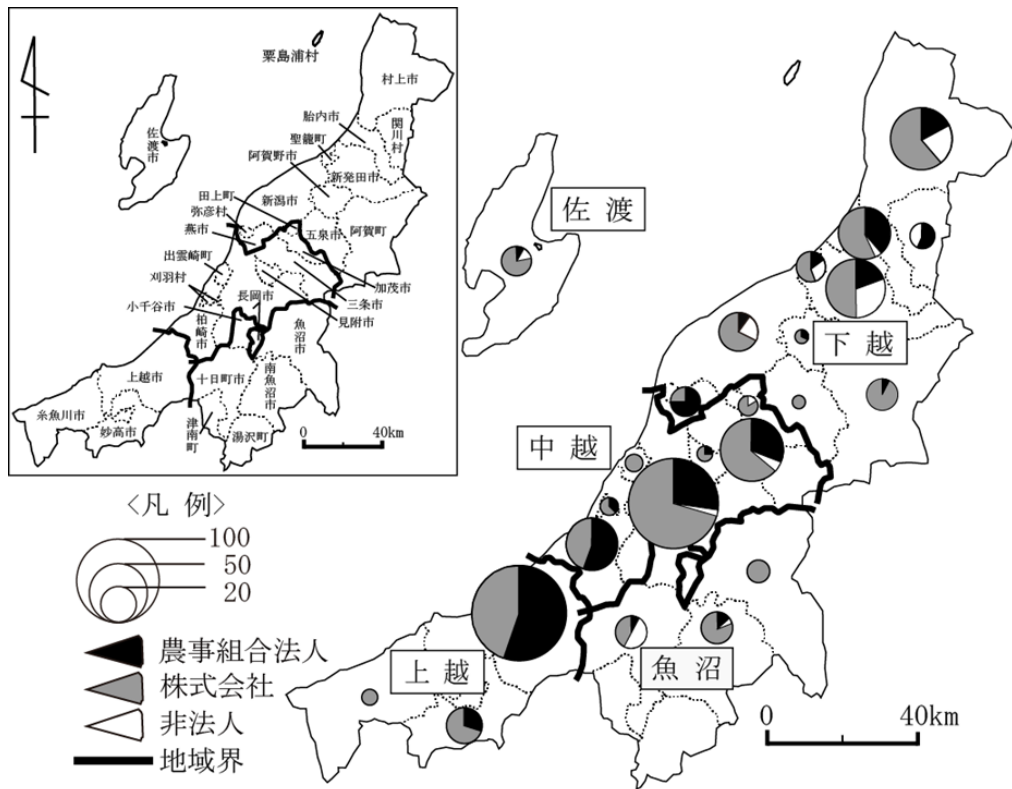 粟島浦村
村上市
胎内市
関川村
聖籠町
阿賀野市
新発田市
佐渡市
田上町
新潟市
弥彦村
燕市
五泉市
阿賀町
出雲崎町
刈羽村
加茂市
三条市
小千谷市
長岡市
見附市
柏崎市
魚沼市
上越市
十日町市
南魚沼市
糸魚川市
妙高市
津南町
湯沢町
0 40km
佐渡
下越
中越
上越
魚沼
<凡例>
100
50
20
農事組合法人
株式会社
非法人
地域界
0 40km